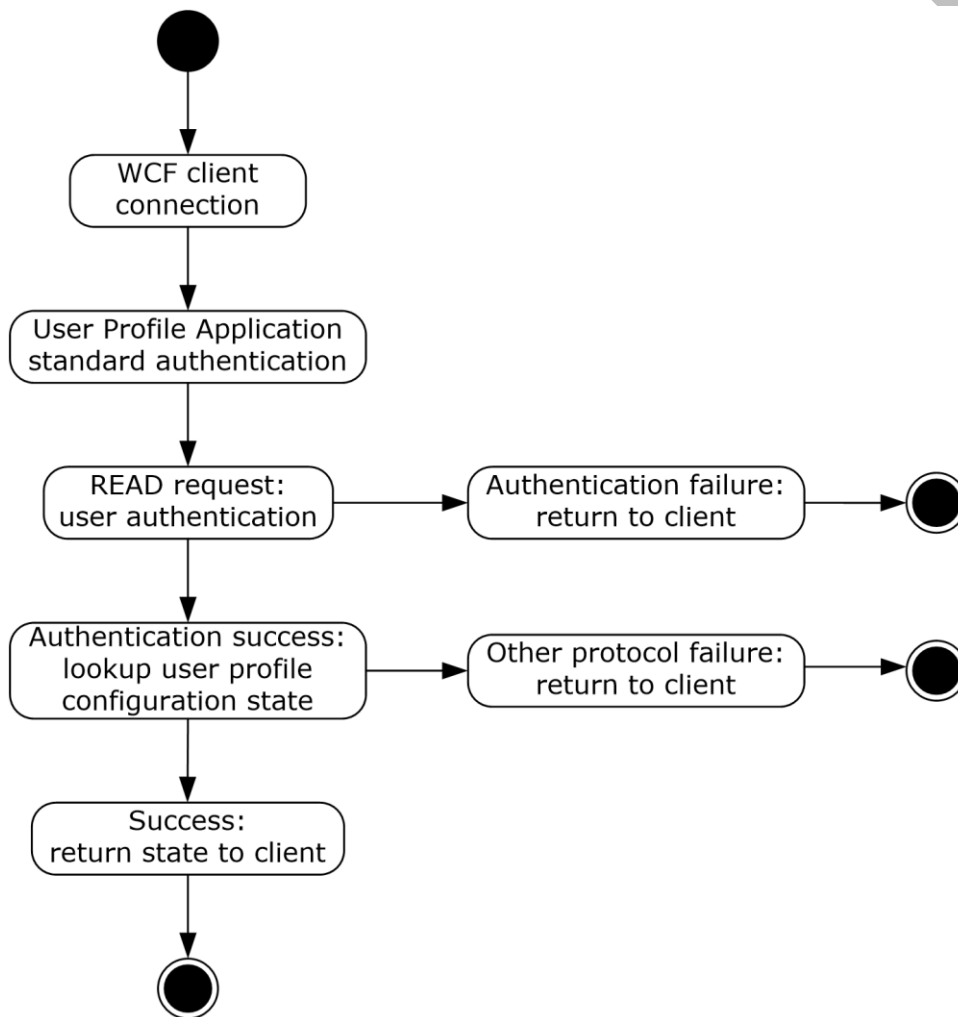 WCF client
connection
User Profile Application
standard authentication
READ request:
user authentication
Authentication failure:
return to client
Authentication success:
lookup user profile
configuration state
Other protocol failure:
return to client
Success:
return state to client